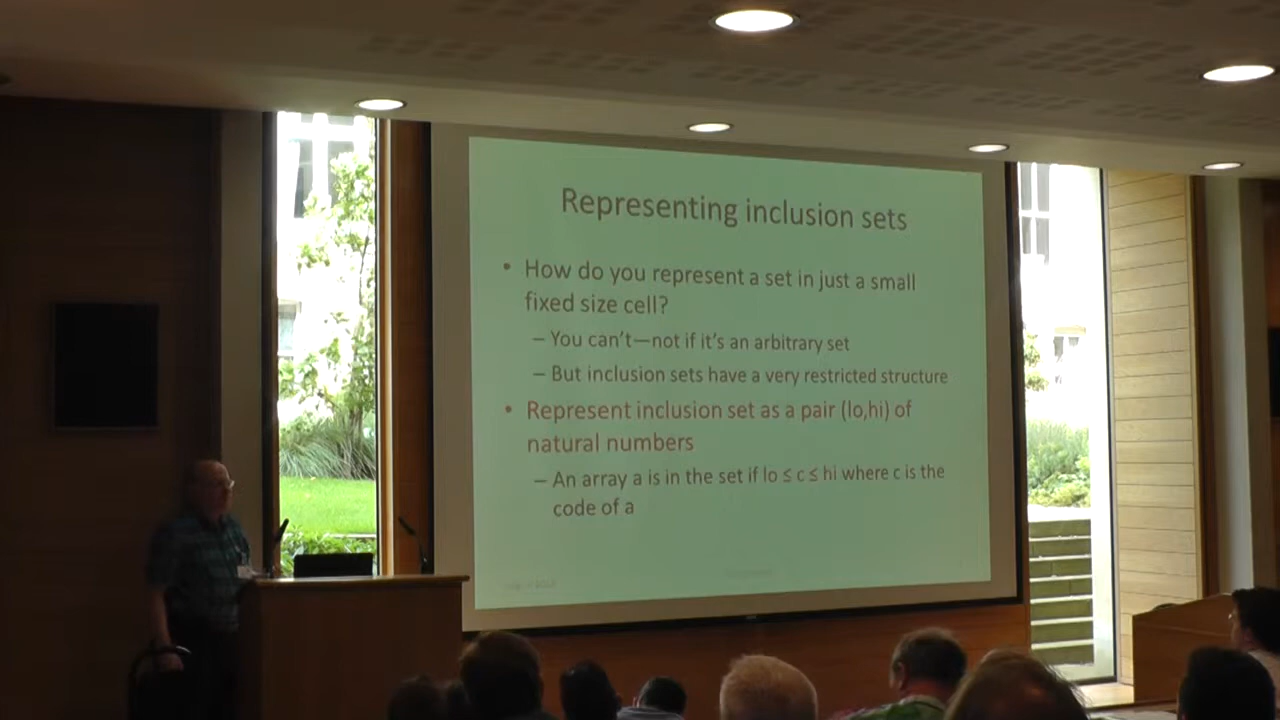 Representing inclusion sets
• How do you represent a set in just a small
fixed size cell?
– You can't—not if it's an arbitrary set
– But inclusion sets have a very restricted structure
• Represent inclusion set as a pair (lo,hi) of
natural numbers
– An array a is in the set if lo ≤ c ≤ hi where c is the
code of a